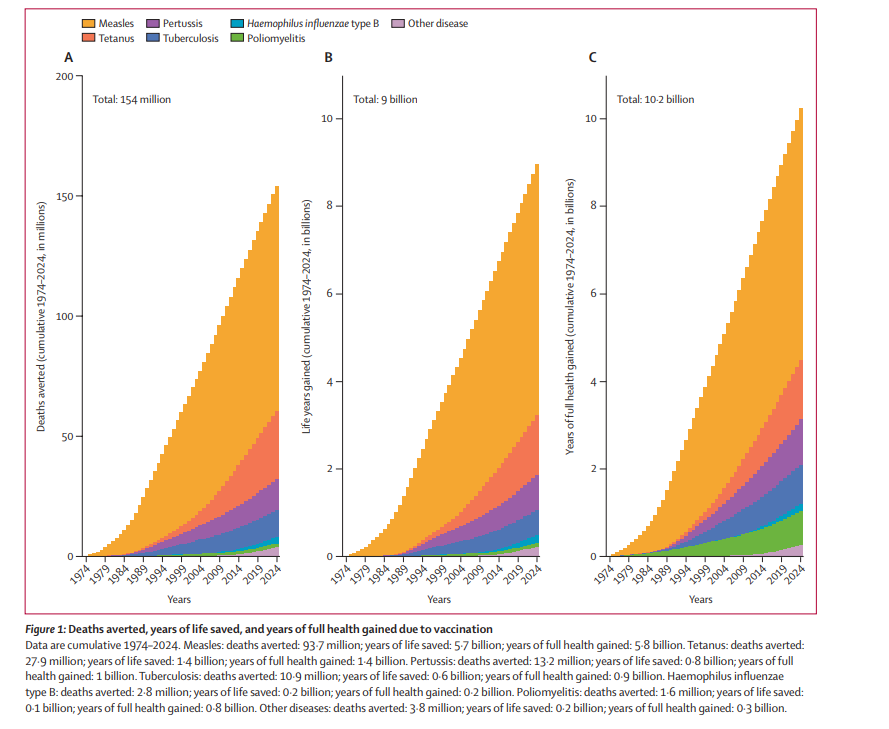 Measles Pertussis Haemophilus influenzae type B Other disease
Tetanus Tuberculosis Poliomyelitis
A
Total: 154 million
200
150
100
50
0
Deaths averted (cumulative 1974–2024, in millions)
1974 1979 1984 1989 1994 1999 2004 2009 2014 2019 2024
Years
B
Total: 9 billion
10
8
6
4
2
0
Life years gained (cumulative 1974–2024, in billions)
1974 1979 1984 1989 1994 1999 2004 2009 2014 2019 2024
Years
C
Total: 10·2 billion
10
8
6
4
2
0
Years of full health gained (cumulative 1974–2024, in billions)
1974 1979 1984 1989 1994 1999 2004 2009 2014 2019 2024
Years
Figure 1: Deaths averted, years of life saved, and years of full health gained due to vaccination
Data are cumulative 1974–2024. Measles: deaths averted: 93·7 million; years of life saved: 5·7 billion; years of full health gained: 5·8 billion. Tetanus: deaths averted:
27·9 million; years of life saved: 1·4 billion; years of full health gained: 1·4 billion. Pertussis: deaths averted: 13·2 million; years of life saved: 0·8 billion; years of full
health gained: 1 billion. Tuberculosis: deaths averted: 10·9 million; years of life saved: 0·6 billion; years of full health gained: 0·9 billion. Haemophilus influenzae
type B: deaths averted: 2·8 million; years of life saved: 0·2 billion; years of full health gained: 0·2 billion. Poliomyelitis: deaths averted: 1·6 million; years of life saved:
0·1 billion; years of full health gained: 0·8 billion. Other diseases: deaths averted: 3·8 million; years of life saved: 0·2 billion; years of full health gained: 0·3 billion.